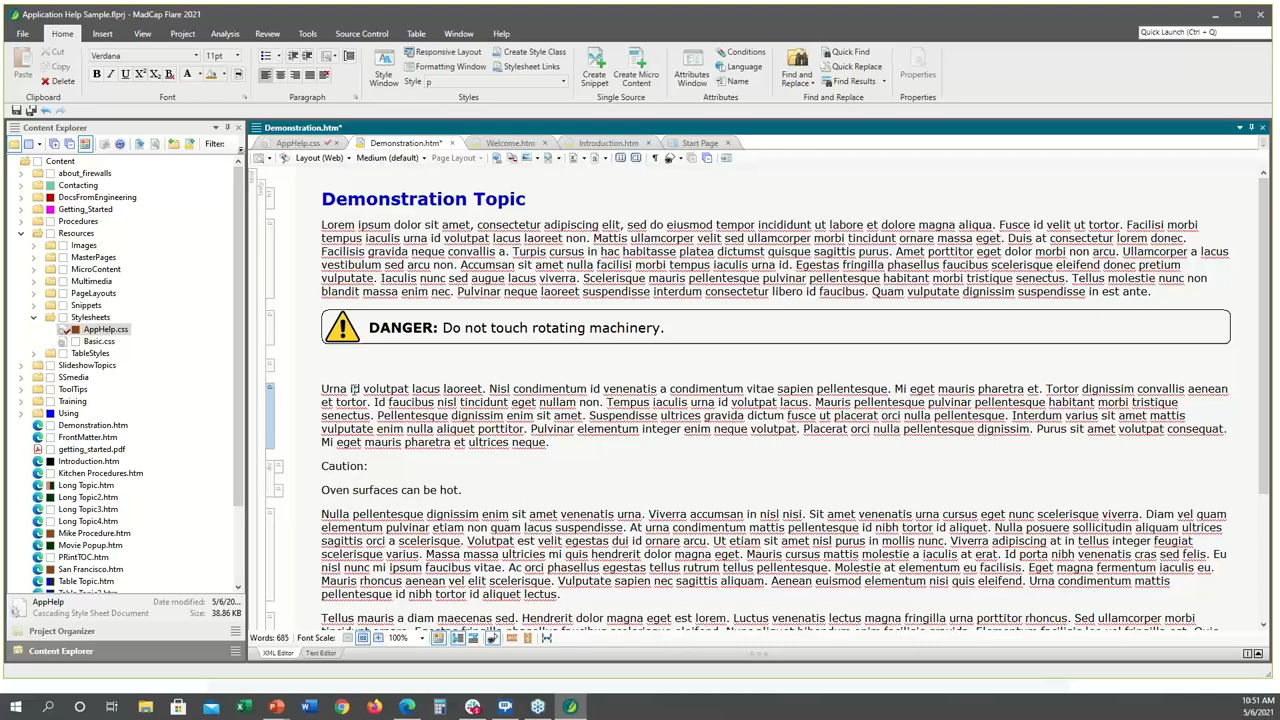 Application Help Sample.flprj - MadCap Flare 2021
File Home Insert View Project Analysis Review Tools Source Control Table Window Help
Quick Launch (Ctrl + Q)
Paste Cut Copy Delete
Clipboard
Verdana 11pt
Font
Paragraph
Style Window
Responsive Layout
Formatting Window
Style p
Create Style Class
Stylesheet Links
Styles
Create Snippet
Create Micro Content
Single Source
Attributes Window
Conditions
Language
Name
Attributes
Find and Replace
Quick Find
Quick Replace
Find Results
Find and Replace
Properties
Properties
Content Explorer
Filter:
Content
about_firewalls
Contacting
DocsFromEngineering
Getting_Started
Procedures
Resources
Images
MasterPages
MicroContent
Multimedia
PageLayouts
Snippets
Stylesheets
AppHelp.css
Basic.css
TableStyles
SlideshowTopics
SSmedia
ToolTips
Training
Using
Demonstration.htm
FrontMatter.htm
getting_started.pdf
Introduction.htm
Kitchen Procedures.htm
Long Topic.htm
Long Topic2.htm
Long Topic3.htm
Long Topic4.htm
Mike Procedure.htm
Movie Popup.htm
PRintTOC.htm
San Francisco.htm
Table Topic.htm
AppHelp Date modified: 5/6/20...
Cascading Style Sheet Document Size: 38.86 KB
Project Organizer
Content Explorer
Demonstration.htm*
AppHelp.css Demonstration.htm* Welcome.htm Introduction.htm Start Page
Layout (Web) Medium (default) Page Layout
Demonstration Topic
Lorem ipsum dolor sit amet, consectetur adipiscing elit, sed do eiusmod tempor incididunt ut labore et dolore magna aliqua. Fusce id velit ut tortor. Facilisi morbi
tempus iaculis urna id volutpat lacus laoreet non. Mattis ullamcorper velit sed ullamcorper morbi tincidunt ornare massa eget. Duis at consectetur lorem donec.
Facilisis gravida neque convallis a. Turpis cursus in hac habitasse platea dictumst quisque sagittis purus. Amet porttitor eget dolor morbi non arcu. Ullamcorper a lacus
vestibulum sed arcu non. Accumsan sit amet nulla facilisi morbi tempus iaculis urna id. Egestas fringilla phasellus faucibus scelerisque eleifend donec pretium
vulputate. Iaculis nunc sed augue lacus viverra. Scelerisque mauris pellentesque pulvinar pellentesque habitant morbi tristique senectus. Tellus molestie nunc non
blandit massa enim nec. Pulvinar neque laoreet suspendisse interdum consectetur libero id faucibus. Quam vulputate dignissim suspendisse in est ante.
DANGER: Do not touch rotating machinery.
Urna id volutpat lacus laoreet. Nisl condimentum id venenatis a condimentum vitae sapien pellentesque. Mi eget mauris pharetra et. Tortor dignissim convallis aenean
et tortor. Id faucibus nisl tincidunt eget nullam non. Tempus iaculis urna id volutpat lacus. Mauris pellentesque pulvinar pellentesque habitant morbi tristique
senectus. Pellentesque dignissim enim sit amet. Suspendisse ultrices gravida dictum fusce ut placerat orci nulla pellentesque. Interdum varius sit amet mattis
vulputate enim nulla aliquet porttitor. Pulvinar elementum integer enim neque volutpat. Placerat orci nulla pellentesque dignissim. Purus sit amet volutpat consequat.
Mi eget mauris pharetra et ultrices neque.
Caution:
Oven surfaces can be hot.
Nulla pellentesque dignissim enim sit amet venenatis urna. Viverra accumsan in nisl nisi. Sit amet venenatis urna cursus eget nunc scelerisque viverra. Diam vel quam
elementum pulvinar etiam non quam lacus suspendisse. At urna condimentum mattis pellentesque id nibh tortor id aliquet. Nulla posuere sollicitudin aliquam ultrices
sagittis orci a scelerisque. Volutpat est velit egestas dui id ornare arcu. Ut etiam sit amet nisl purus in mollis nunc. Viverra adipiscing at in tellus integer feugiat
scelerisque varius. Massa massa ultricies mi quis hendrerit dolor magna eget. Mauris cursus mattis molestie a iaculis at erat. Id porta nibh venenatis cras sed felis. Eu
nisl nunc mi ipsum faucibus vitae. Ac orci phasellus egestas tellus rutrum tellus pellentesque. Molestie at elementum eu facilisis. Eget magna fermentum iaculis eu.
Mauris rhoncus aenean vel elit scelerisque. Vulputate sapien nec sagittis aliquam. Aenean euismod elementum nisi quis eleifend. Urna condimentum mattis
pellentesque id nibh tortor id aliquet lectus.
Tellus mauris a diam maecenas sed. Hendrerit dolor magna eget est lorem. Luctus venenatis lectus magna fringilla urna porttitor rhoncus. Consectetur adipiscing elit
Words: 685 Font Scale: 100%
XML Editor Text Editor
10:51 AM
5/6/2021